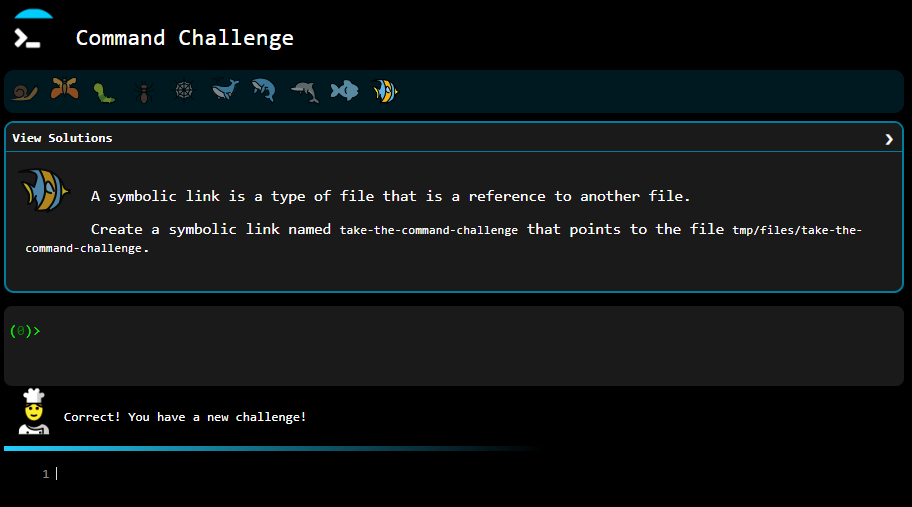 Command Challenge
View Solutions
A symbolic link is a type of file that is a reference to another file.
Create a symbolic link named take-the-command-challenge that points to the file tmp/files/take-the-
command-challenge.
(0)>
Correct! You have a new challenge!
1